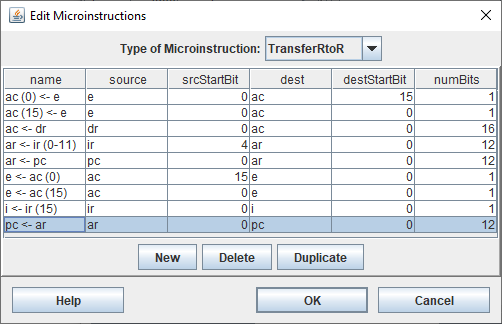 Edit Microinstructions
Type of Microinstruction: TransferRtoR
name source srcStartBit dest destStartBit numBits
ac (0) <- e e 0 ac 15 1
ac (15) <- e e 0 ac 0 1
ac <- dr dr 0 ac 0 16
ar <- ir (0-11) ir 4 ar 0 12
ar <- pc pc 0 ar 0 12
e <- ac (0) ac 15 e 0 1
e <- ac (15) ac 0 e 0 1
i <- ir (15) ir 0 i 0 1
pc <- ar ar 0 pc 0 12
New Delete Duplicate
Help OK Cancel